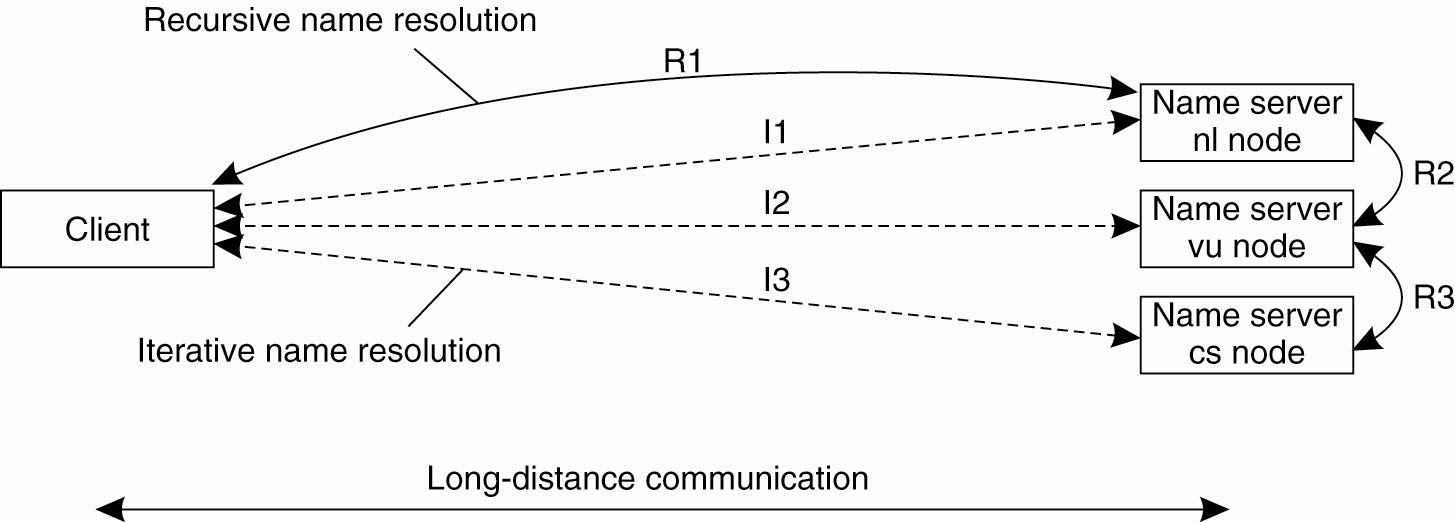 Recursive name resolution
R1
Name server
nl node
I1
R2
I2
Name server
vu node
Client
I3
R3
Name server
cs node
Iterative name resolution
Long-distance communication